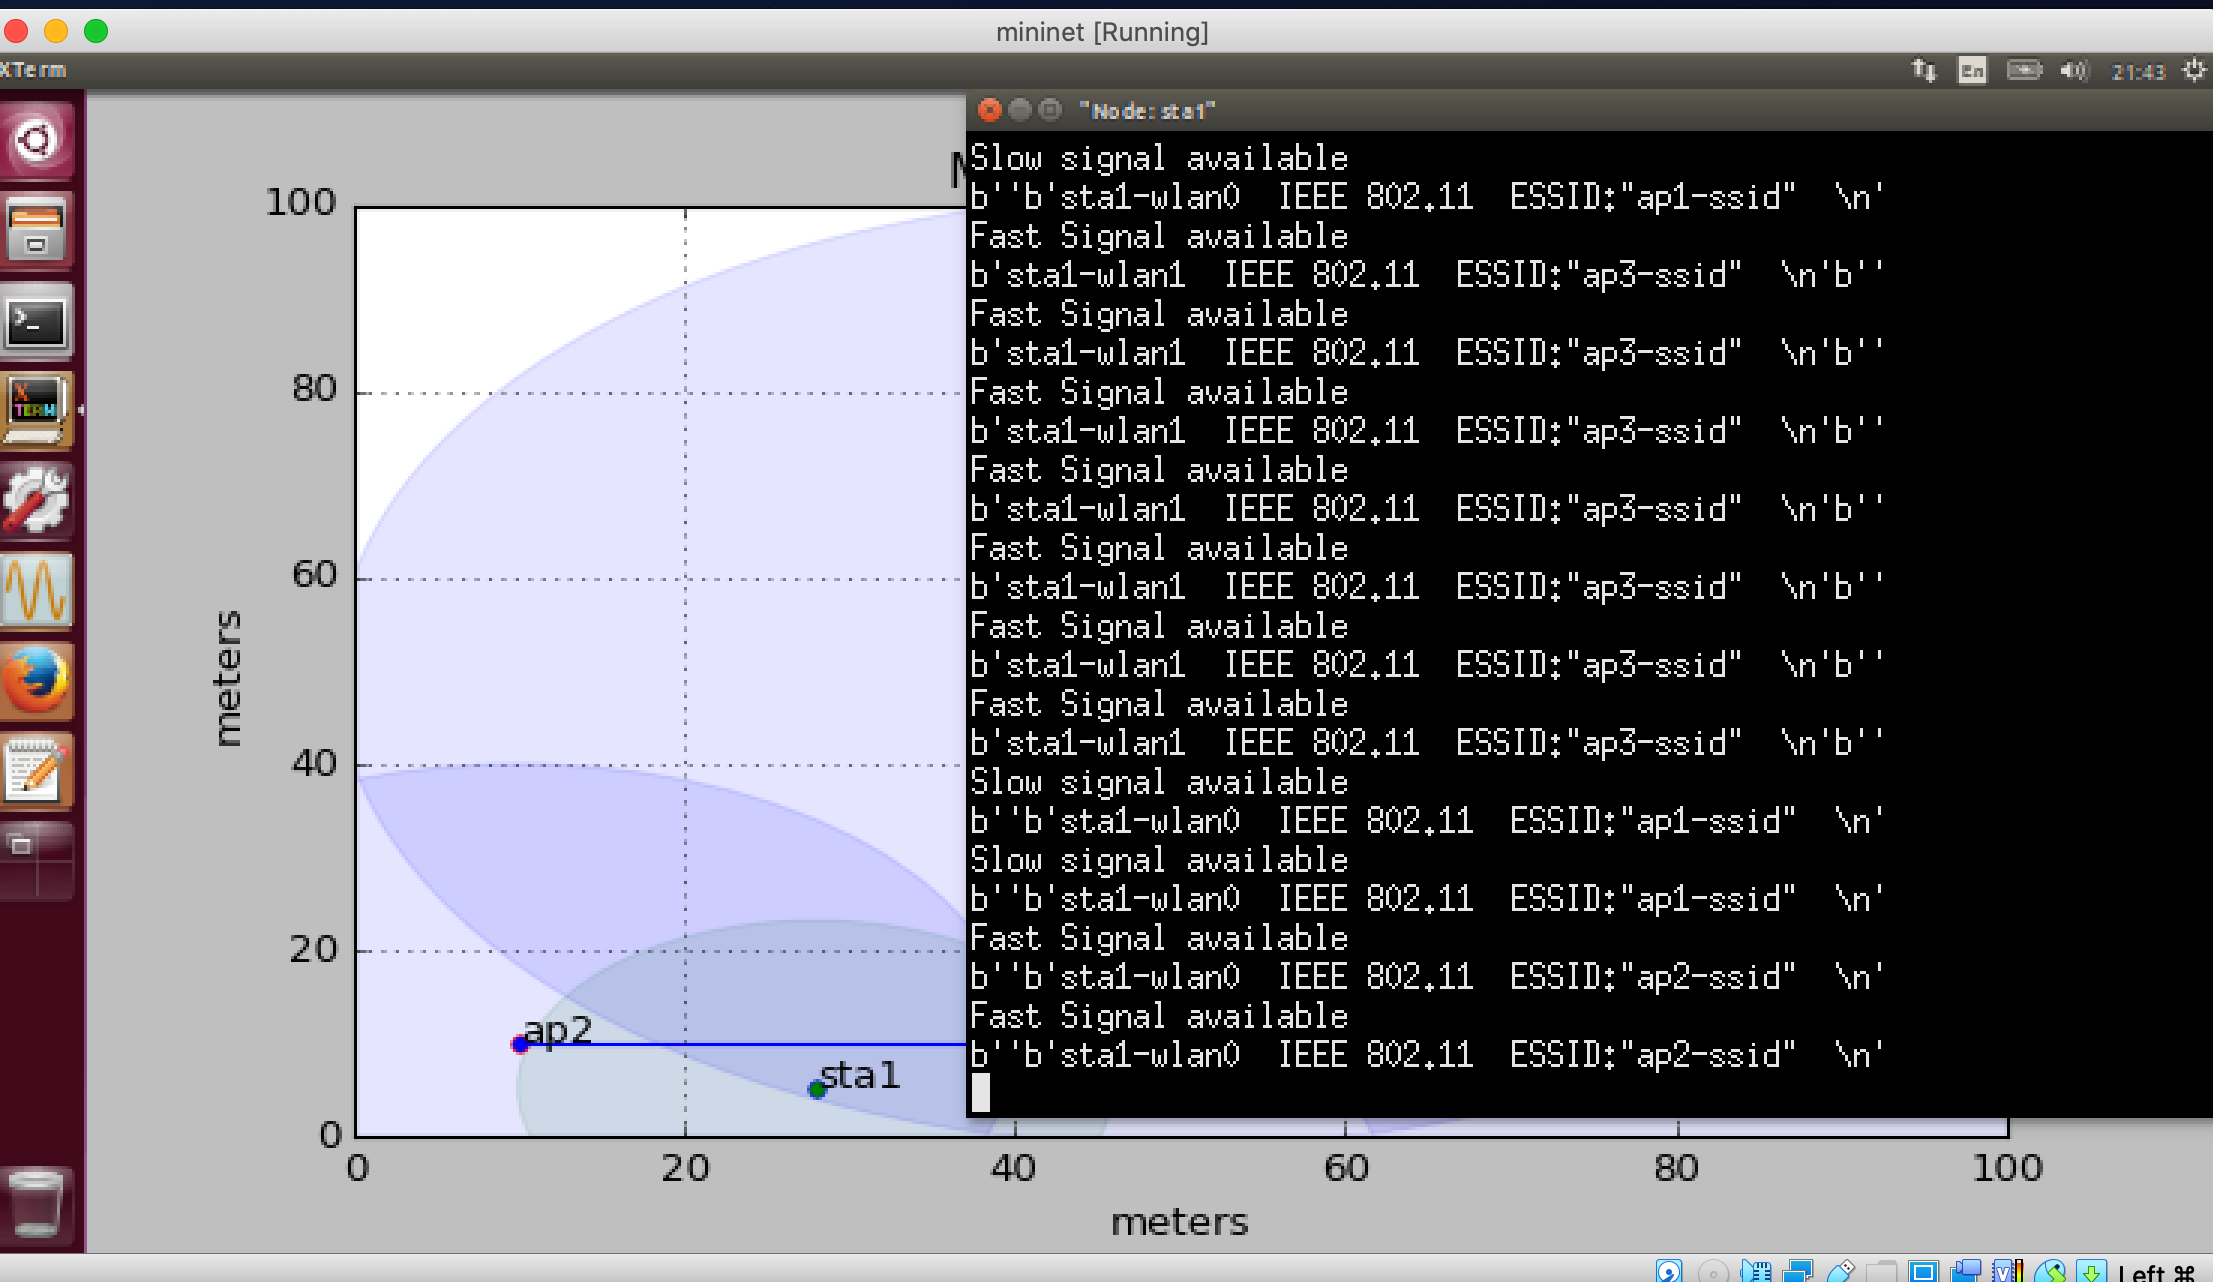 mininet [Running]
XTerm
En
21:43
"Node: sta1"
Slow signal available
b''b'sta1-wlan0  IEEE 802.11  ESSID:"ap1-ssid"  \n'
Fast Signal available
b'sta1-wlan1  IEEE 802.11  ESSID:"ap3-ssid"  \n'b''
Fast Signal available
b'sta1-wlan1  IEEE 802.11  ESSID:"ap3-ssid"  \n'b''
Fast Signal available
b'sta1-wlan1  IEEE 802.11  ESSID:"ap3-ssid"  \n'b''
Fast Signal available
b'sta1-wlan1  IEEE 802.11  ESSID:"ap3-ssid"  \n'b''
Fast Signal available
b'sta1-wlan1  IEEE 802.11  ESSID:"ap3-ssid"  \n'b''
Fast Signal available
b'sta1-wlan1  IEEE 802.11  ESSID:"ap3-ssid"  \n'b''
Fast Signal available
b'sta1-wlan1  IEEE 802.11  ESSID:"ap3-ssid"  \n'b''
Slow signal available
b''b'sta1-wlan0  IEEE 802.11  ESSID:"ap1-ssid"  \n'
Slow signal available
b''b'sta1-wlan0  IEEE 802.11  ESSID:"ap1-ssid"  \n'
Fast Signal available
b''b'sta1-wlan0  IEEE 802.11  ESSID:"ap2-ssid"  \n'
Fast Signal available
b''b'sta1-wlan0  IEEE 802.11  ESSID:"ap2-ssid"  \n'
100
80
60
40
20
0
meters
ap2
sta1
0 20 40 60 80 100
meters
X TERM
Left ⌘